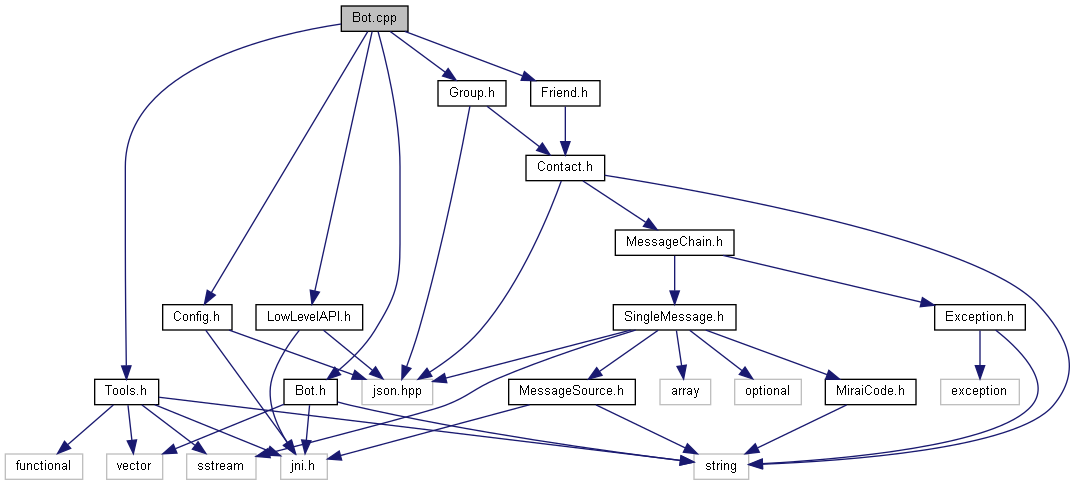 Bot.cpp
Group.h
Friend.h
Contact.h
MessageChain.h
Config.h
LowLevelAPI.h
SingleMessage.h
Exception.h
Tools.h
Bot.h
json.hpp
MessageSource.h
array
optional
MiraiCode.h
exception
functional
vector
sstream
jni.h
string